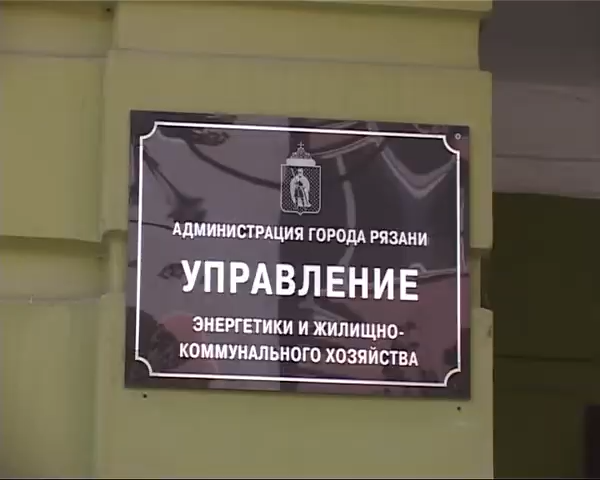 АДМИНИСТРАЦИЯ ГОРОДА РЯЗАНИ
УПРАВЛЕНИЕ
ЭНЕРГЕТИКИ И ЖИЛИЩНО-
КОММУНАЛЬНОГО ХОЗЯЙСТВА